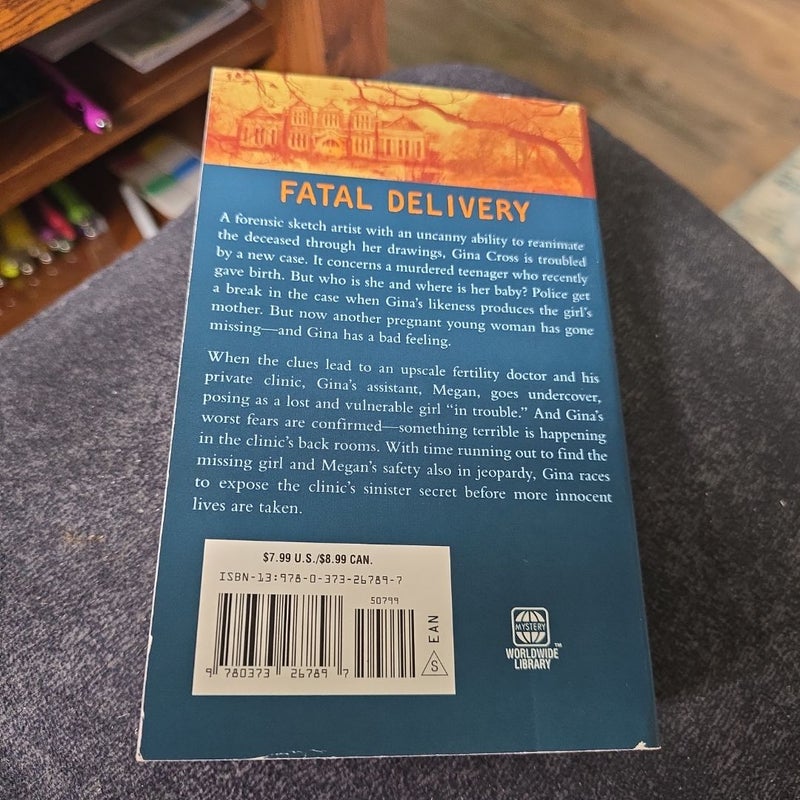 FATAL DELIVERY
A forensic sketch artist with an uncanny ability to reanimate
the deceased through her drawings, Gina Cross is troubled
by a new case. It concerns a murdered teenager who recently
gave birth. But who is she and where is her baby? Police get
a break in the case when Gina's likeness produces the girl's
mother. But now another pregnant young woman has gone
missing—and Gina has a bad feeling.
When the clues lead to an upscale fertility doctor and his
private clinic, Gina's assistant, Megan, goes undercover,
posing as a lost and vulnerable girl “in trouble.” And Gina's
worst fears are confirmed—something terrible is happening
in the clinic's back rooms. With time running out to find the
missing girl and Megan's safety also in jeopardy, Gina races
to expose the clinic's sinister secret before more innocent
lives are taken.
$7.99 U.S./$8.99 CAN.
ISBN-13:978-0-373-26789-7
50799
EAN
S
9 780373 26789 7
MYSTERY
WORLDWIDE
LIBRARY™